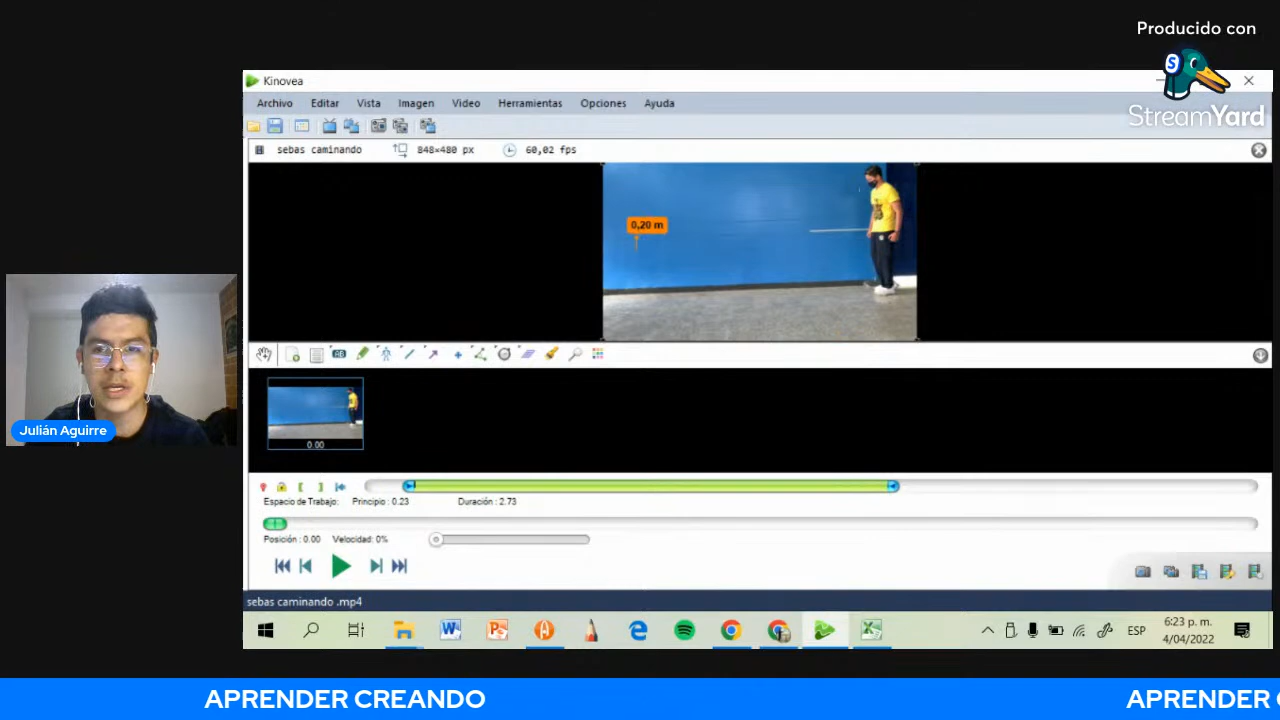 Producido con
StreamYard
Kinovea
Archivo Editar Vista Imagen Video Herramientas Opciones Ayuda
sebas caminando 848×480 px 60,02 fps
0,20 m
0.00
Espacio de Trabajo: Principio : 0.23 Duración : 2.73
Posición : 0.00 Velocidad: 0%
sebas caminando .mp4
Julián Aguirre
ESP
6:23 p. m.
4/04/2022
APRENDER CREANDO
APRENDER C